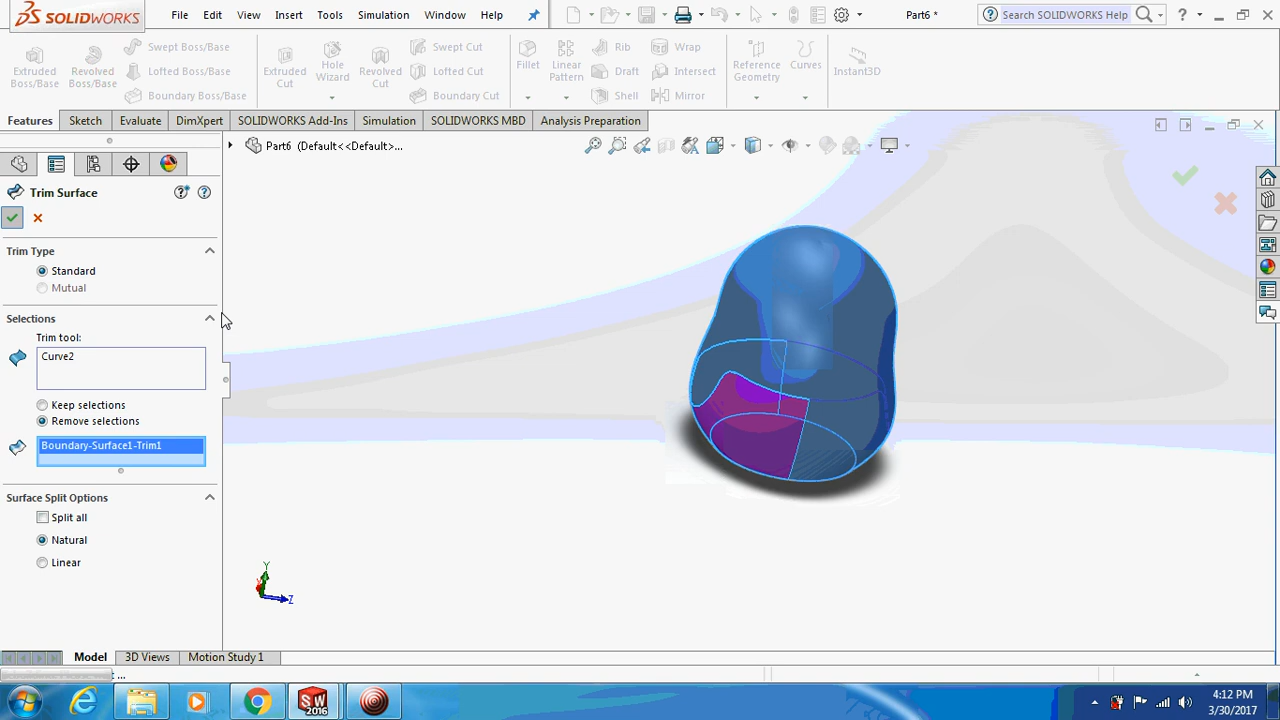 SOLIDWORKS File Edit View Insert Tools Simulation Window Help Part6 * Search SOLIDWORKS Help
Extruded Boss/Base
Revolved Boss/Base
Swept Boss/Base
Lofted Boss/Base
Boundary Boss/Base
Extruded Cut
Hole Wizard
Revolved Cut
Swept Cut
Lofted Cut
Boundary Cut
Fillet
Linear Pattern
Rib
Draft
Shell
Wrap
Intersect
Mirror
Reference Geometry
Curves
Instant3D
Features Sketch Evaluate DimXpert SOLIDWORKS Add-Ins Simulation SOLIDWORKS MBD Analysis Preparation
Part6 (Default<<Default>...
Trim Surface
Trim Type
Standard
Mutual
Selections
Trim tool:
Curve2
Keep selections
Remove selections
Boundary-Surface1-Trim1
Surface Split Options
Split all
Natural
Linear
Y
Z
Model 3D Views Motion Study 1
SW 2016
4:12 PM
3/30/2017